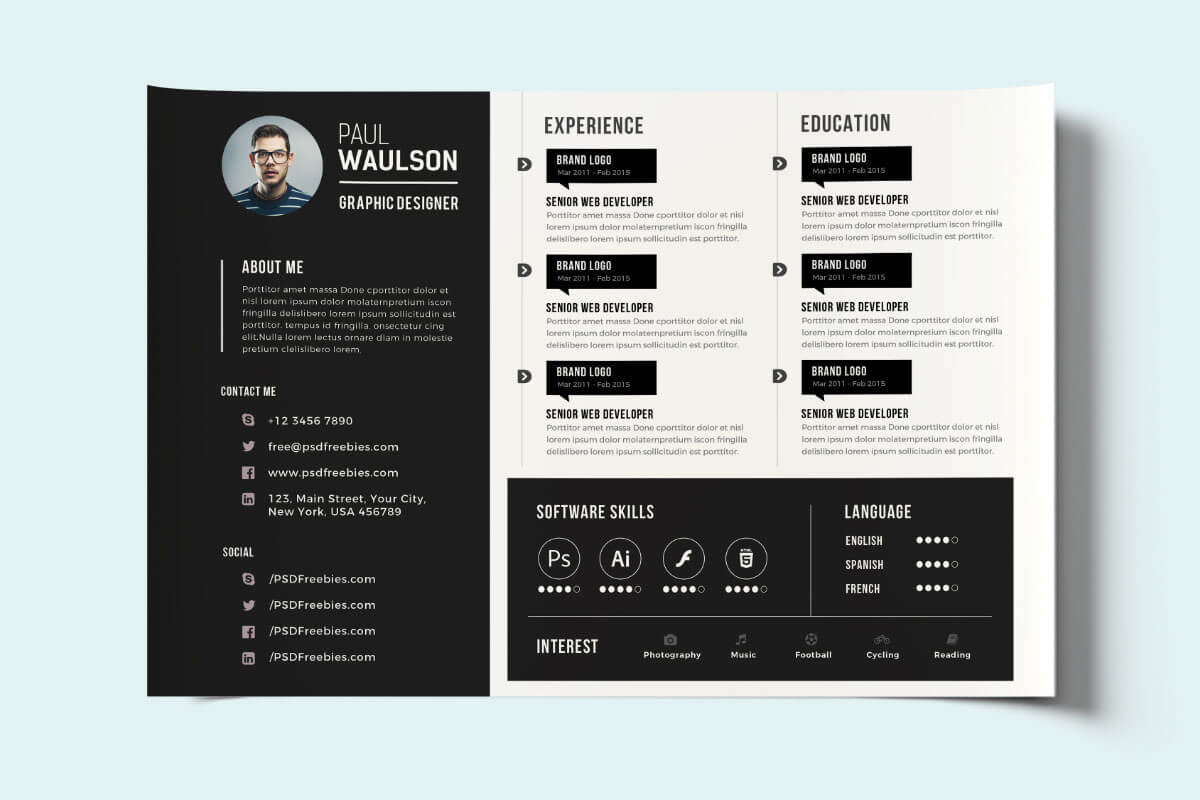 PAUL
WAULSON
GRAPHIC DESIGNER
ABOUT ME
Porttitor amet massa Done cporttitor dolor et
nisl lorem ipsum dolor molaternpretium iscon
fringilla delislibero dolor lorem ipsum est
porttitor. tempus id fringilla. onsectetur cing
elit.Nulla lorem lectus ornare diam in molestie
pretium clelislibero lorem.
CONTACT ME
+12 3456 7890
free@psdfreebies.com
www.psdfreebies.com
123, Main Street, Your City,
New York, USA 456789
SOCIAL
/PSDFreebies.com
/PSDFreebies.com
/PSDFreebies.com
/PSDFreebies.com
EXPERIENCE
BRAND LOGO
Mar 2011 - Feb 2015
SENIOR WEB DEVELOPER
Porttitor amet massa Done cporttitor dolor et nisl
lorem ipsum dolor molaternpretium iscon fringilla
delislibero lorem ipsum sollicitudin est porttitor.
BRAND LOGO
Mar 2011 - Feb 2015
SENIOR WEB DEVELOPER
Porttitor amet massa Done cporttitor dolor et nisl
lorem ipsum dolor molaternpretium iscon fringilla
delislibero lorem ipsum sollicitudin est porttitor.
BRAND LOGO
Mar 2011 - Feb 2015
SENIOR WEB DEVELOPER
Porttitor amet massa Done cporttitor dolor et nisl
lorem ipsum dolor molaternpretium iscon fringilla
delislibero lorem ipsum sollicitudin est porttitor.
EDUCATION
BRAND LOGO
Mar 2011 - Feb 2015
SENIOR WEB DEVELOPER
Porttitor amet massa Done cporttitor dolor et nisl
lorem ipsum dolor molaternpretium iscon fringilla
delislibero lorem ipsum sollicitudin est porttitor.
BRAND LOGO
Mar 2011 - Feb 2015
SENIOR WEB DEVELOPER
Porttitor amet massa Done cporttitor dolor et nisl
lorem ipsum dolor molaternpretium iscon fringilla
delislibero lorem ipsum sollicitudin est porttitor.
BRAND LOGO
Mar 2011 - Feb 2015
SENIOR WEB DEVELOPER
Porttitor amet massa Done cporttitor dolor et nisl
lorem ipsum dolor molaternpretium iscon fringilla
delislibero lorem ipsum sollicitudin est porttitor.
SOFTWARE SKILLS
Ps Ai HTML 5
LANGUAGE
ENGLISH
SPANISH
FRENCH
INTEREST
Photography Music Football Cycling Reading